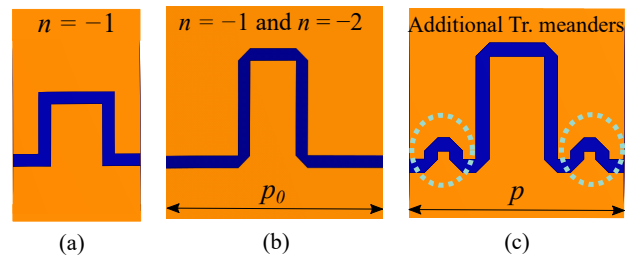 n = −1
n = −1 and n = −2
Additional Tr. meanders
p₀
p
(a)
(b)
(c)